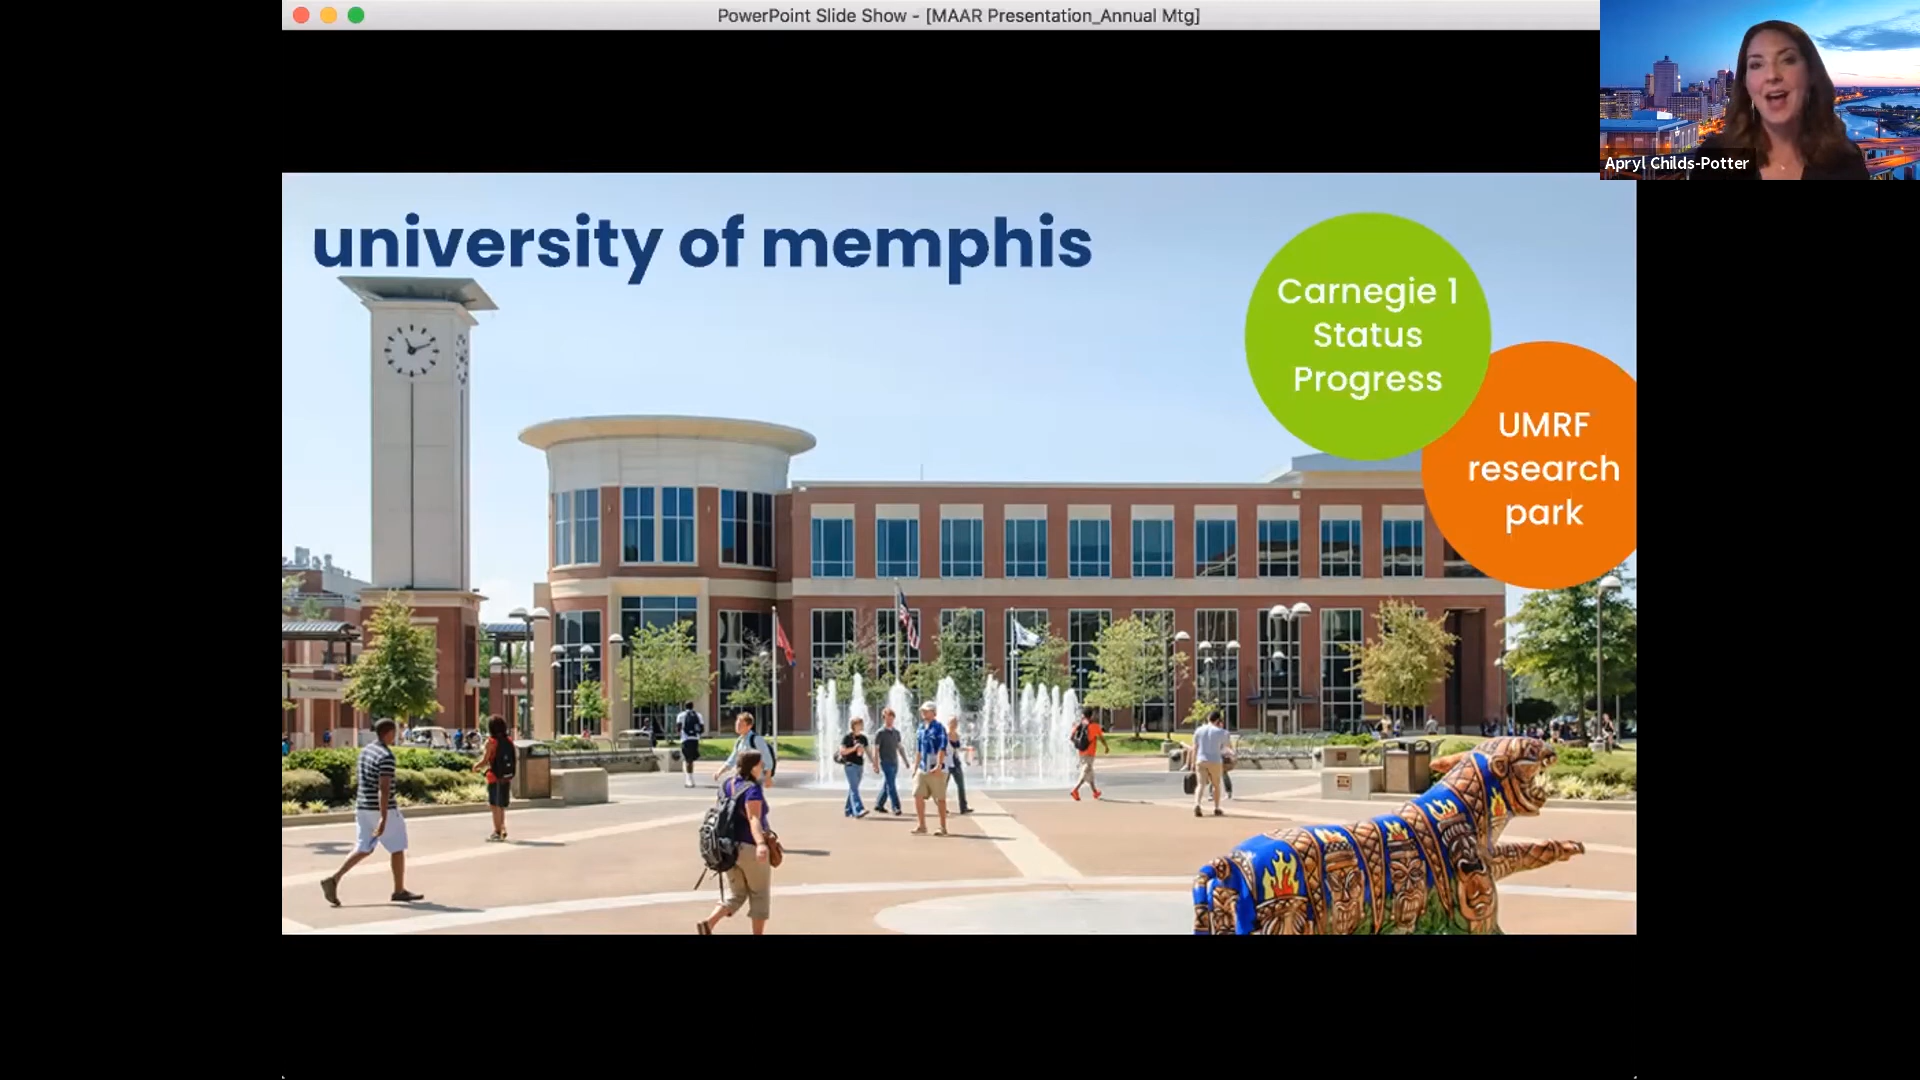 PowerPoint Slide Show - [MAAR Presentation_Annual Mtg]
Apryl Childs-Potter
university of memphis
Carnegie 1
Status
Progress
UMRF
research
park